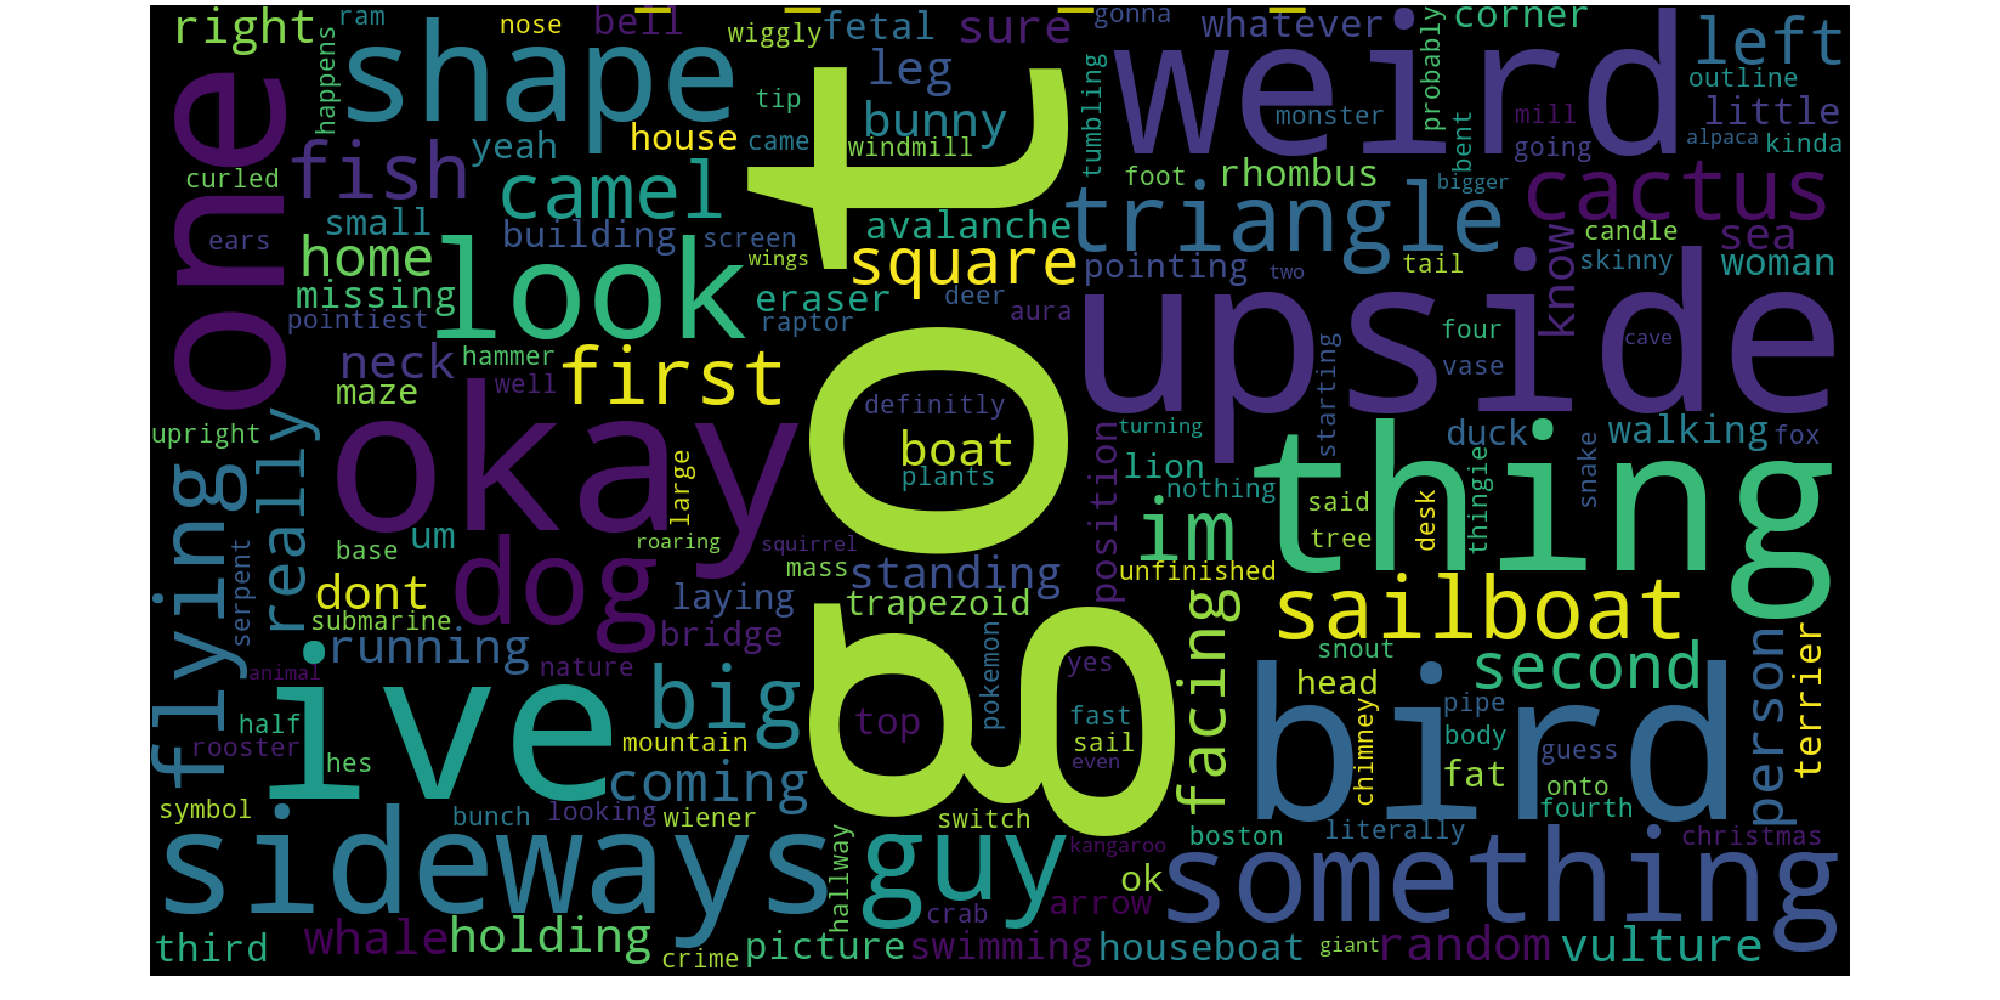 right
ram
nose
bell
wiggly
fetal
sure
gonna
whatever
probably
corner
left
happens
shape
tip
leg
bunny
tumbling
weird
monster
outline
little
mill
bent
going
alpaca
kinda
one
yeah
house
came
windmill
curled
fish
camel
got
foot
rhombus
bigger
cactus
small
ears
building
screen
avalanche
triangle
know
candle
sea
home
look
wings
square
pointing
two
tail
skinny
woman
missing
pointiest
eraser
deer
raptor
aura
upside
four
cave
neck
hammer
first
vase
maze
well
definitly
starting
upright
really
okay
boat
plants
position
turning
duck
walking
fox
flying
large
lion
nothing
thing
thingie
snake
um
im
said
desk
tree
serpent
base
dog
roaring
squirrel
mass
standing
unfinished
dont
submarine
laying
trapezoid
facing
sailboat
running
bridge
pokemon
snout
person
terrier
animal
nature
yes
second
ive
big
head
half
top
fast
bird
pipe
rooster
mountain
sail
chimney
body
guess
hes
even
fat
coming
onto
symbol
bunch
looking
wiener
switch
fourth
sideways
hallway
guy
kangaroo
boston
literally
christmas
something
ok
crab
arrow
third
whale
holding
crime
picture
swimming
houseboat
giant
random
vulture